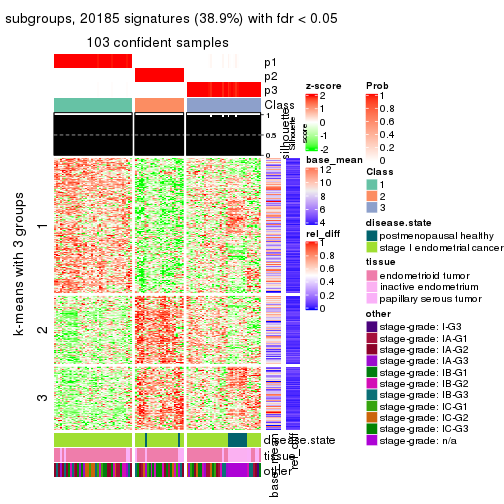 subgroups, 20185 signatures (38.9%) with fdr < 0.05
103 confident samples
p1
p2
p3
Class
1
0.5
0
silhouette
Silhouette
score
k-means with 3 groups
1
2
3
disease.state
tissue
other
base_mean
rel_diff
z-score
2
1
0
-1
-2
base_mean
12
10
8
6
4
rel_diff
1
0.8
0.6
0.4
0.2
0
Prob
1
0.8
0.6
0.4
0.2
0
Class
1
2
3
disease.state
postmenopausal healthy
stage I endometrial cancer
tissue
endometrioid tumor
inactive endometrium
papillary serous tumor
other
stage-grade: I-G3
stage-grade: IA-G1
stage-grade: IA-G2
stage-grade: IA-G3
stage-grade: IB-G1
stage-grade: IB-G2
stage-grade: IB-G3
stage-grade: IC-G1
stage-grade: IC-G2
stage-grade: IC-G3
stage-grade: n/a